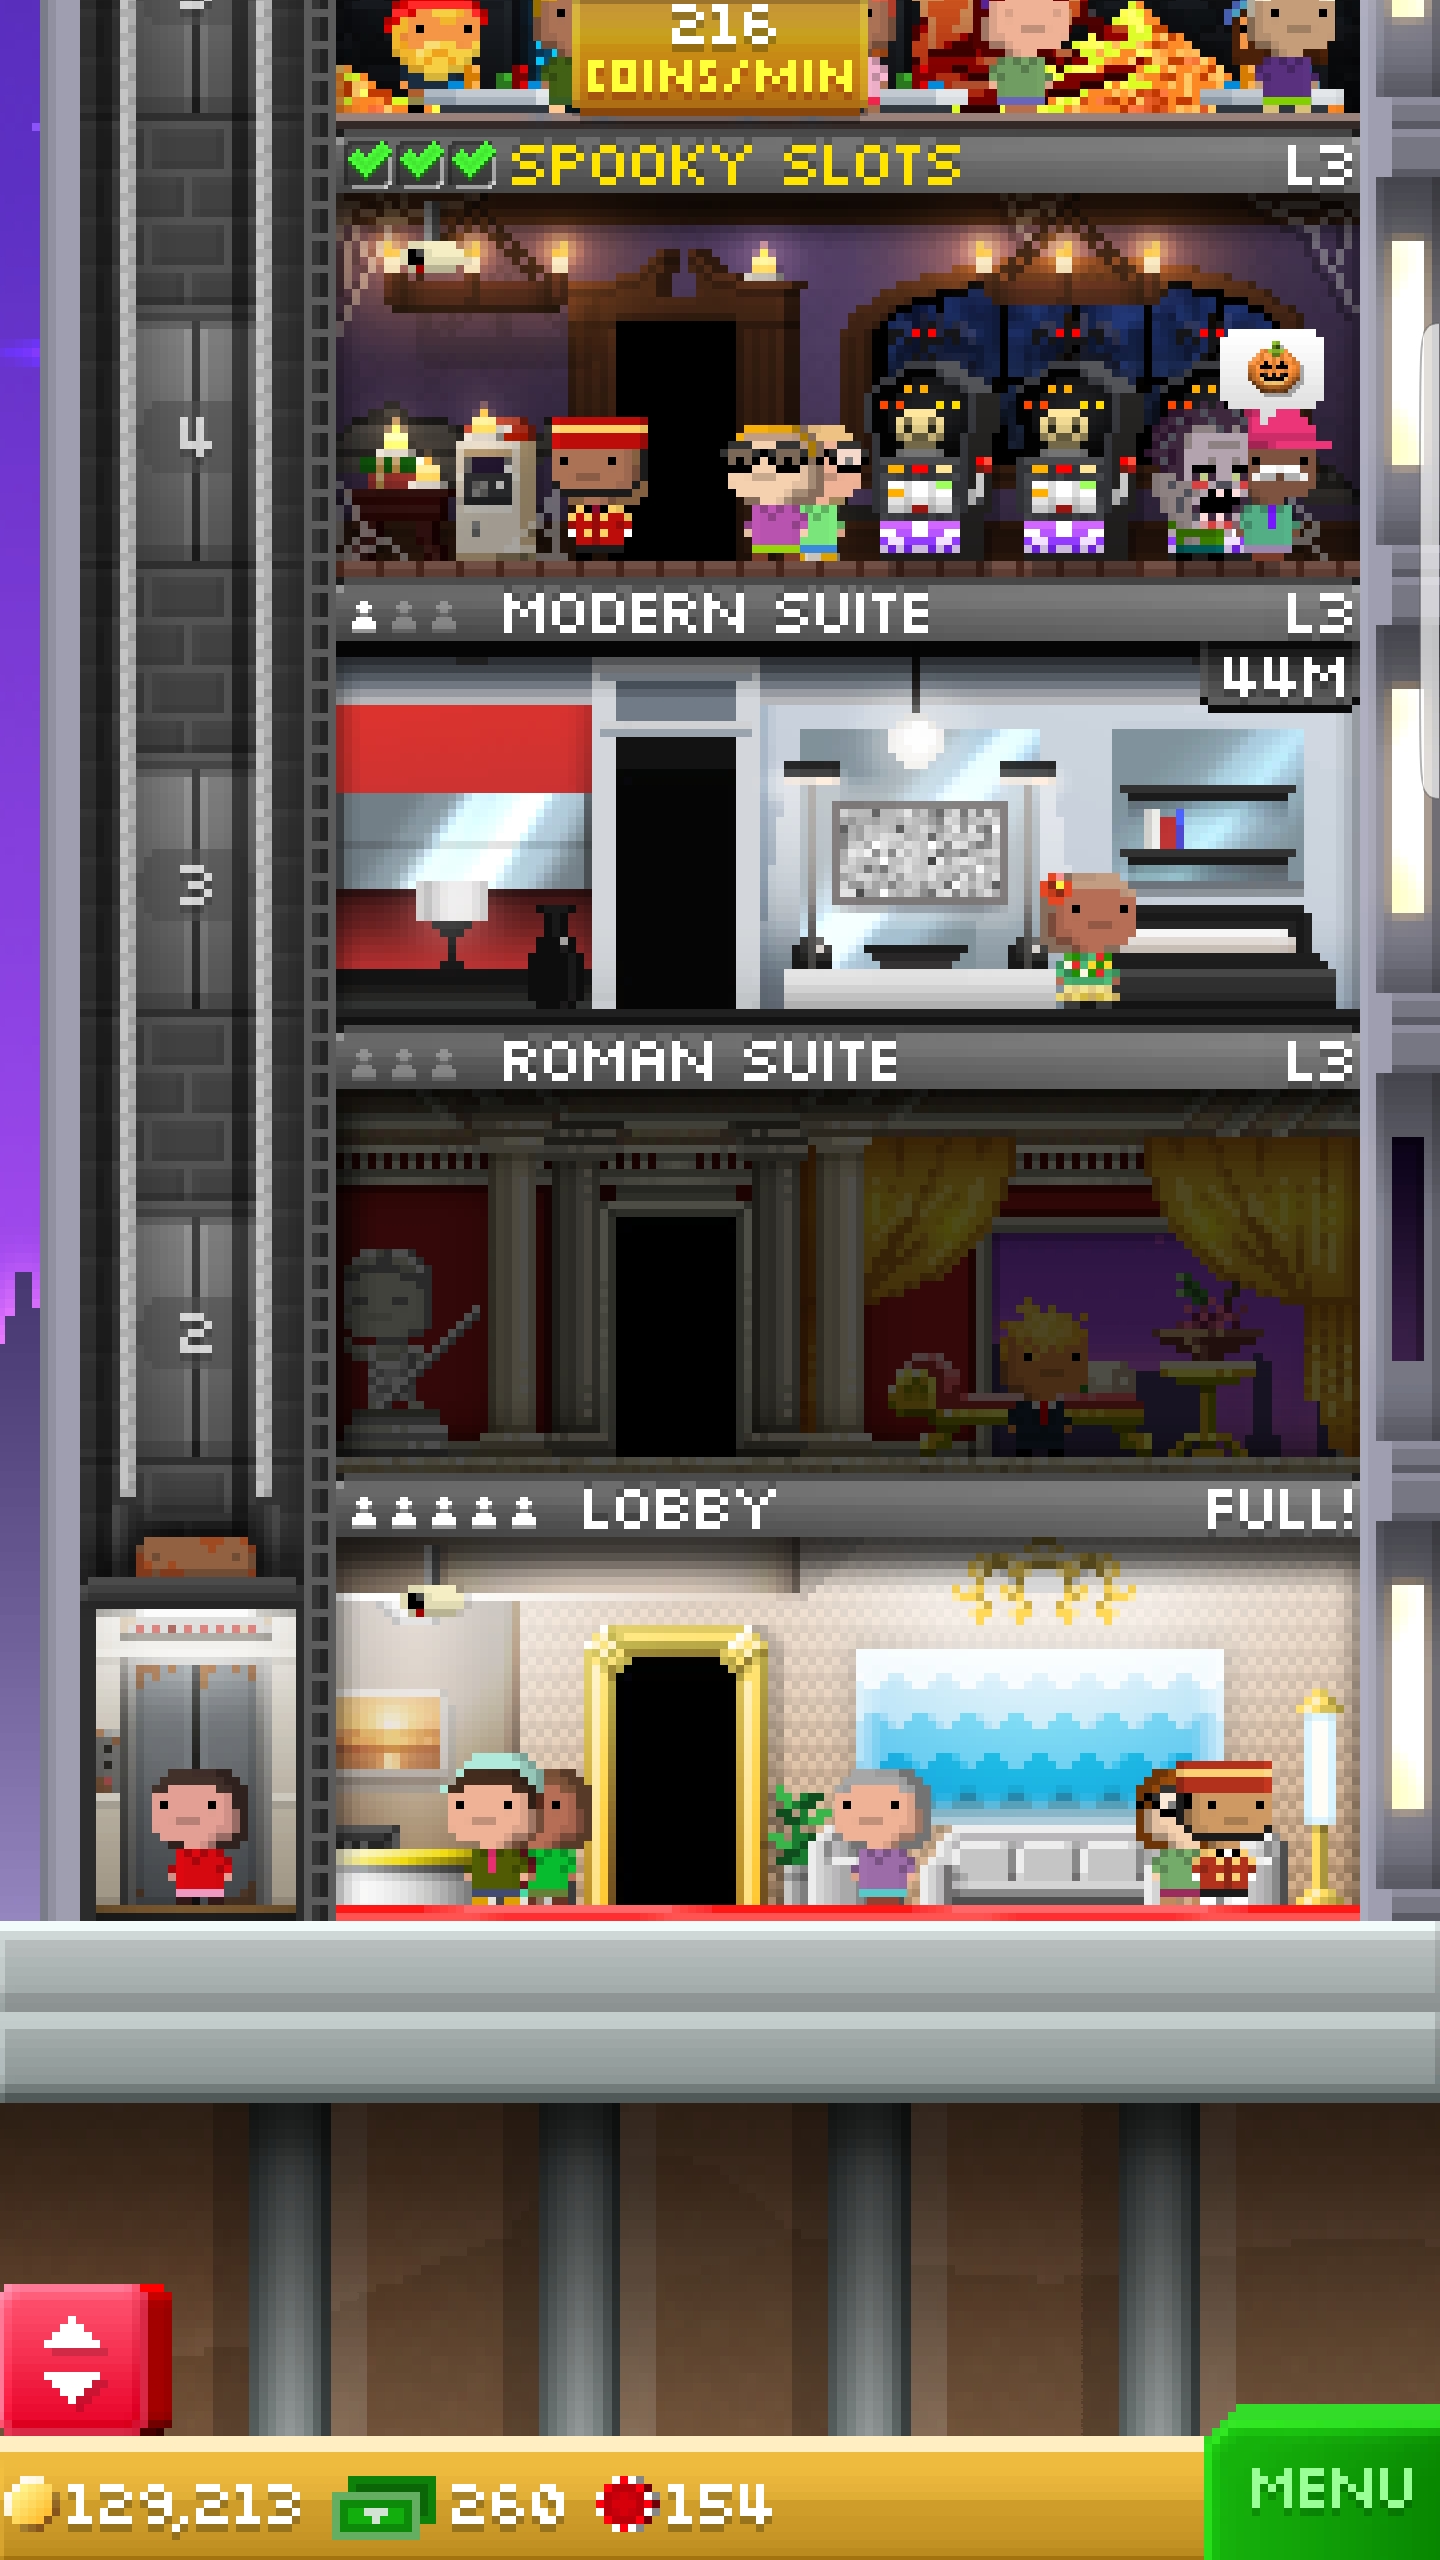 216
COINS/MIN
SPOOKY SLOTS L3
4
MODERN SUITE L3
44M
3
ROMAN SUITE L3
2
LOBBY FULL!
129,213 260 154
MENU